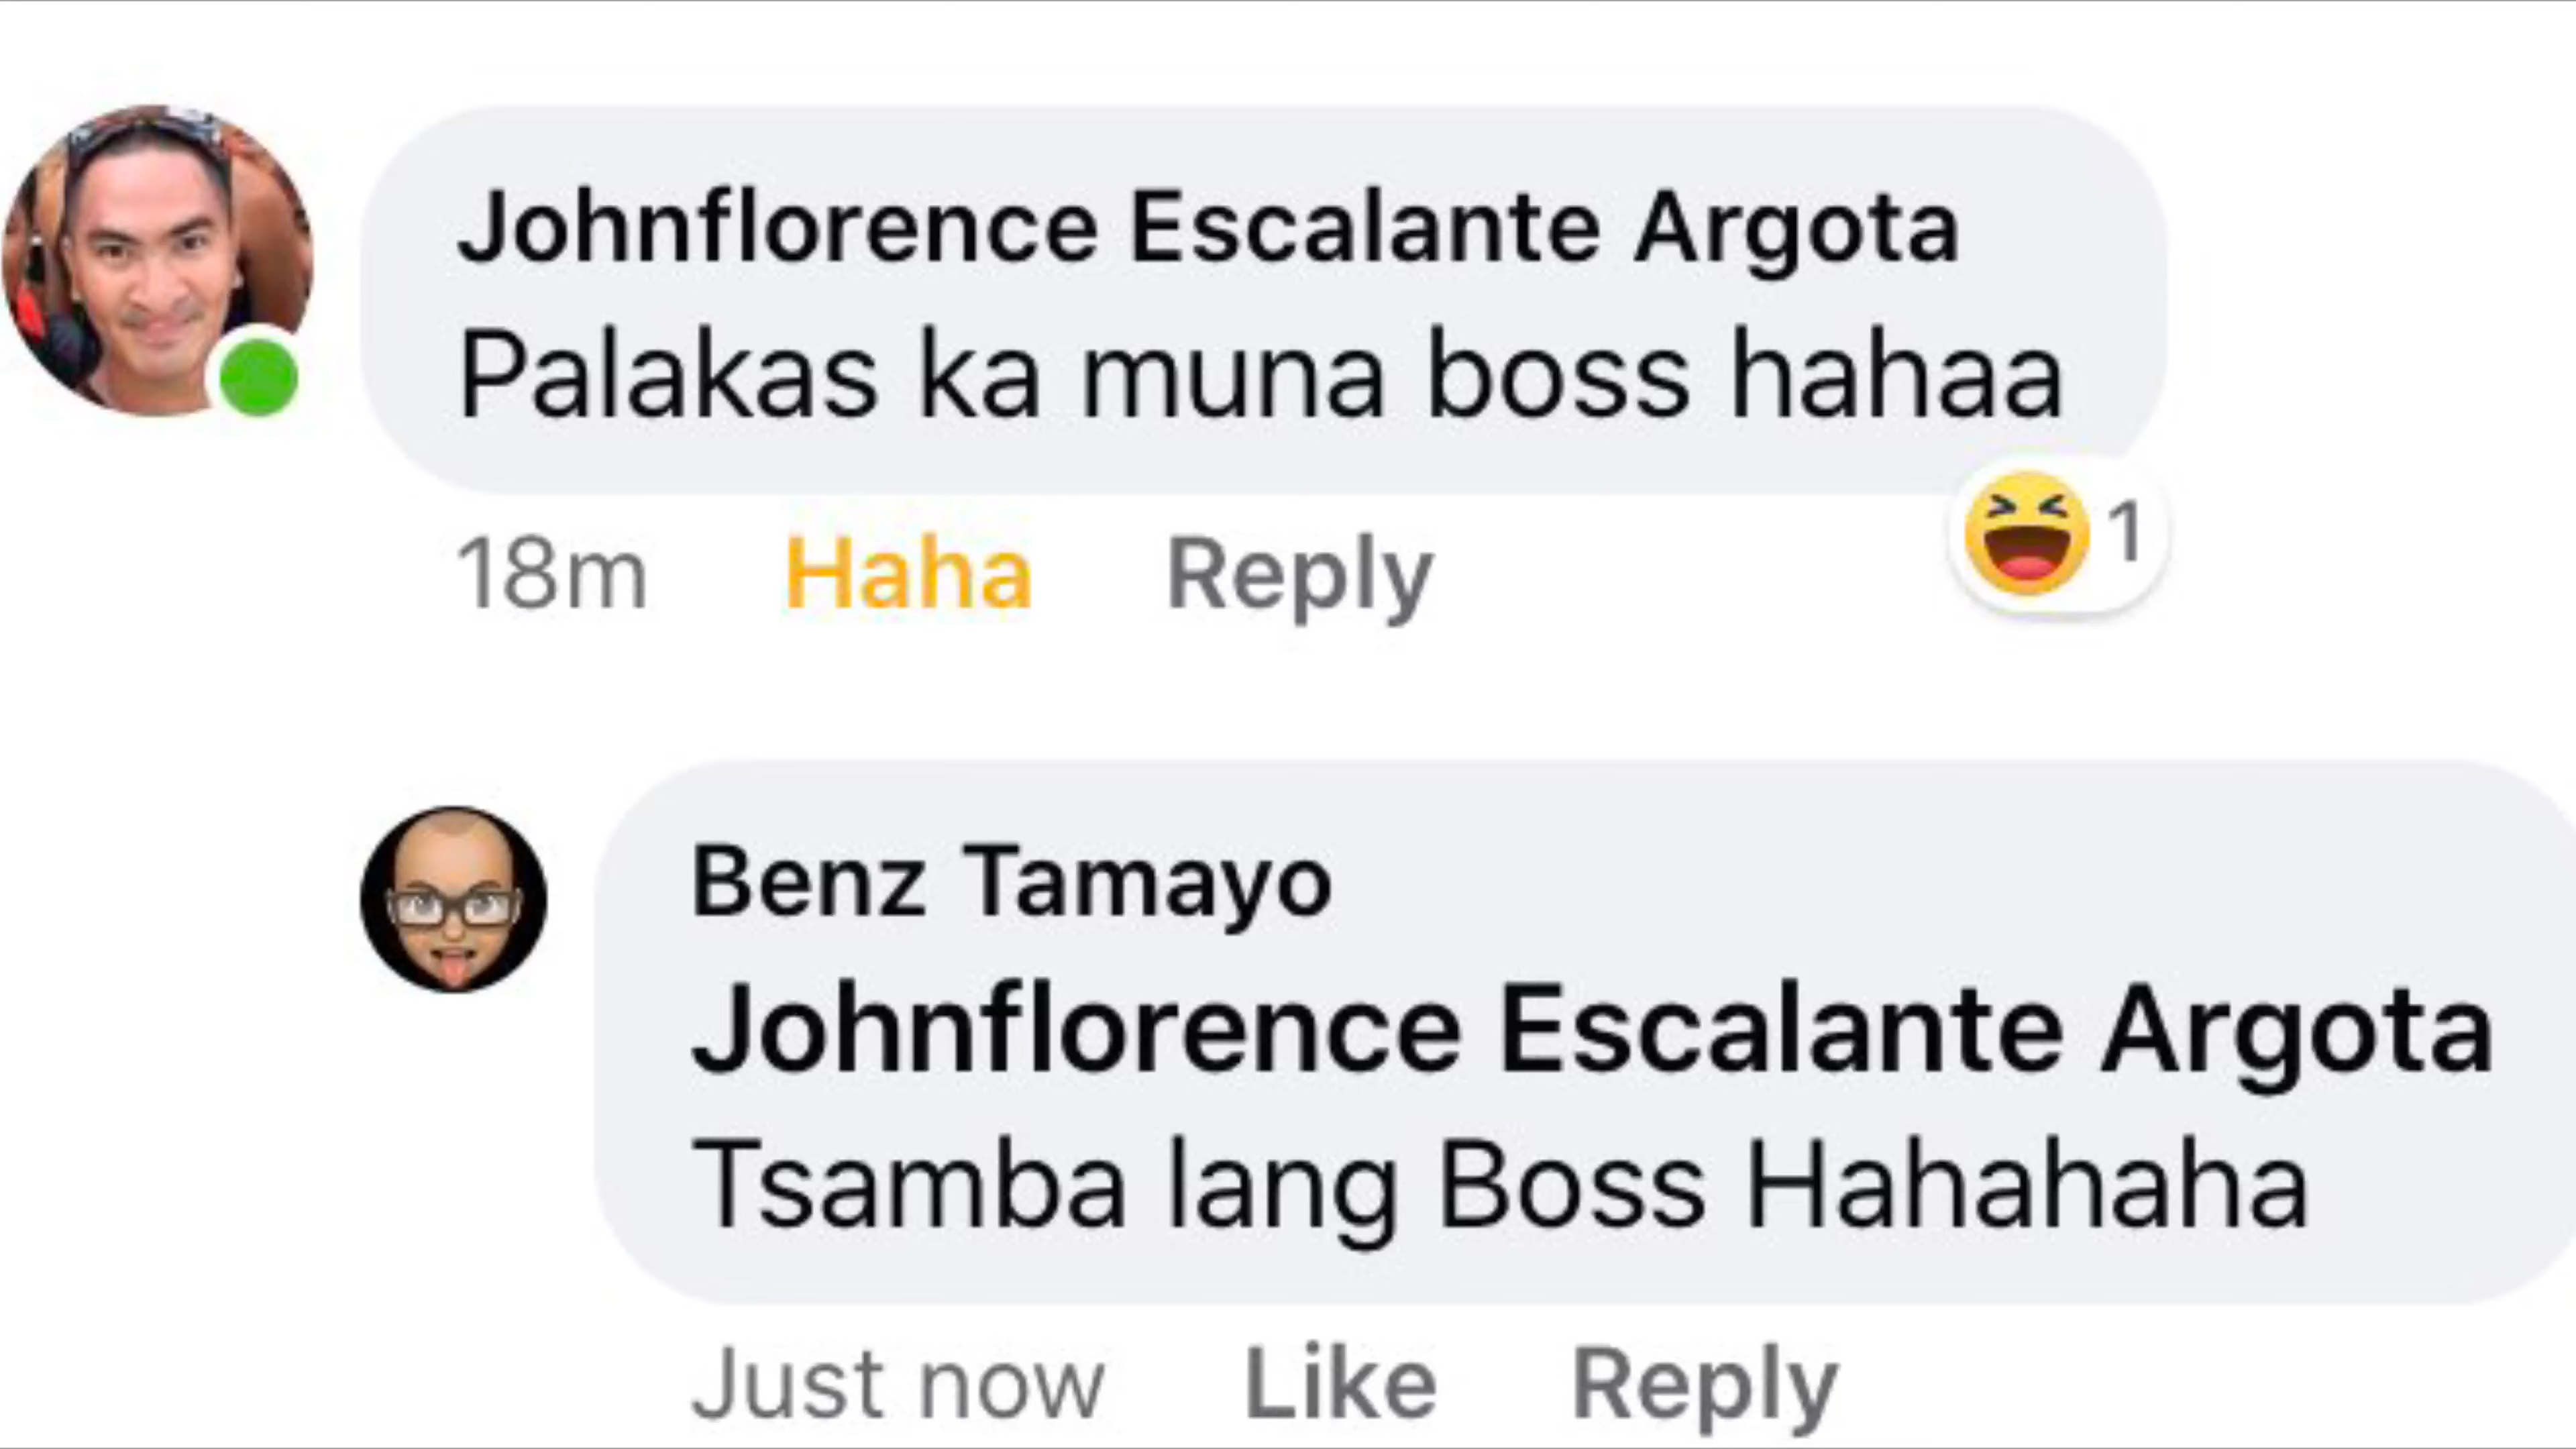 Johnflorence Escalante Argota
Palakas ka muna boss hahaa
1
18m Haha Reply
Benz Tamayo
Johnflorence Escalante Argota
Tsamba lang Boss Hahahaha
Just now Like Reply